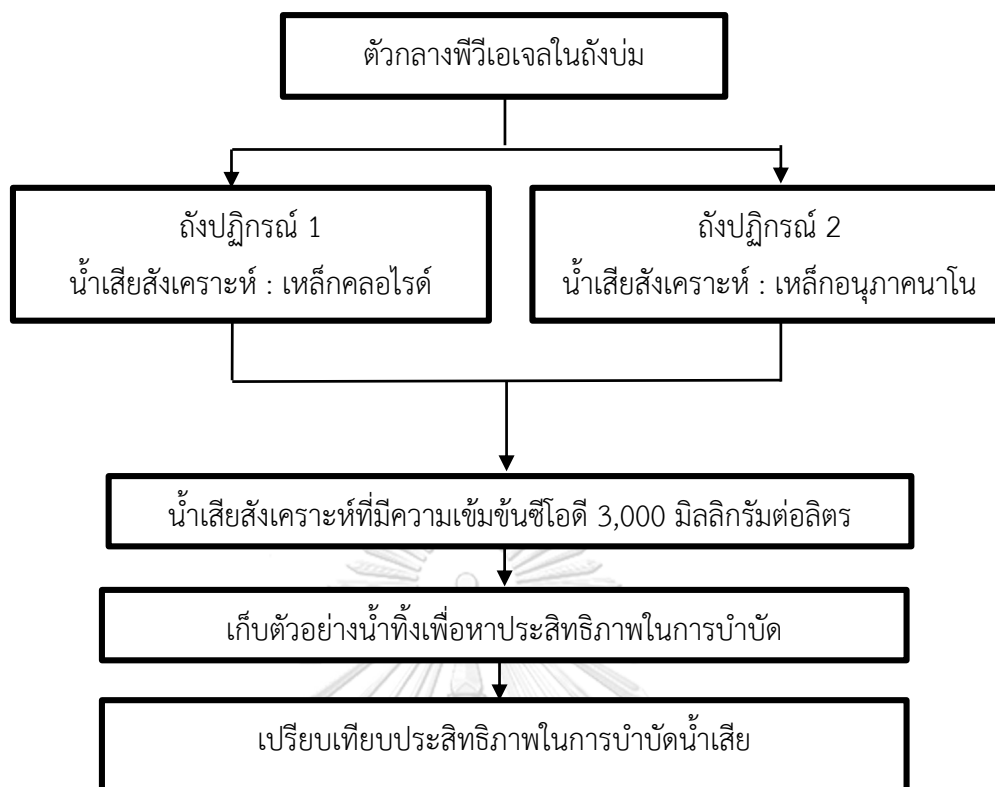 ตัวกลางพีวีเอเจลในถังบ่ม
ถังปฏิกรณ์ 1
น้ำเสียสังเคราะห์ : เหล็กคลอไรด์
ถังปฏิกรณ์ 2
น้ำเสียสังเคราะห์ : เหล็กอนุภาคนาโน
น้ำเสียสังเคราะห์ที่มีความเข้มข้นซีโอดี 3,000 มิลลิกรัมต่อลิตร
เก็บตัวอย่างน้ำทิ้งเพื่อหาประสิทธิภาพในการบำบัด
เปรียบเทียบประสิทธิภาพในการบำบัดน้ำเสีย